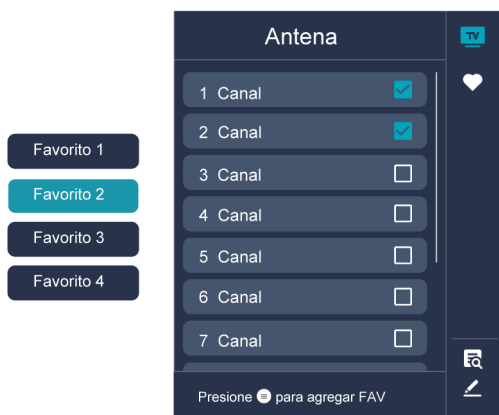 Antena
TV
1 Canal
2 Canal
3 Canal
4 Canal
5 Canal
6 Canal
7 Canal
Presione para agregar FAV
Favorito 1
Favorito 2
Favorito 3
Favorito 4